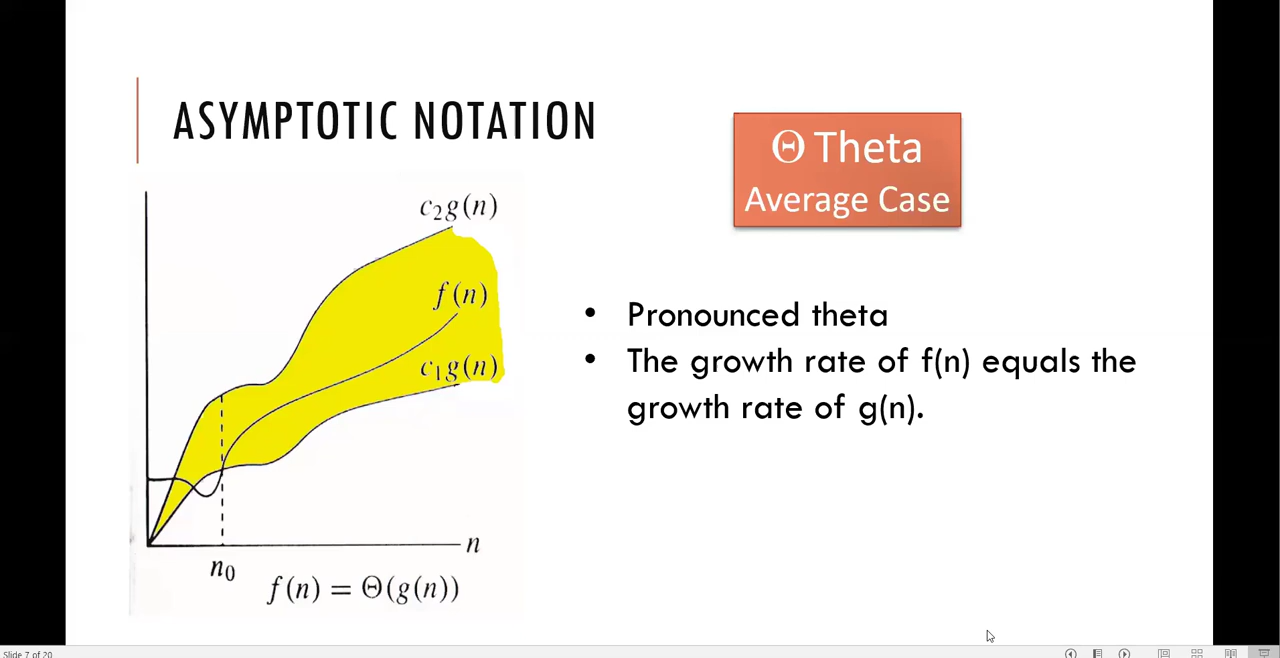 ASYMPTOTIC NOTATION
Θ Theta
Average Case
c₂g(n)
f(n)
c₁g(n)
n
n₀
f(n) = Θ(g(n))
• Pronounced theta
• The growth rate of f(n) equals the
growth rate of g(n).
Slide 7 of 20